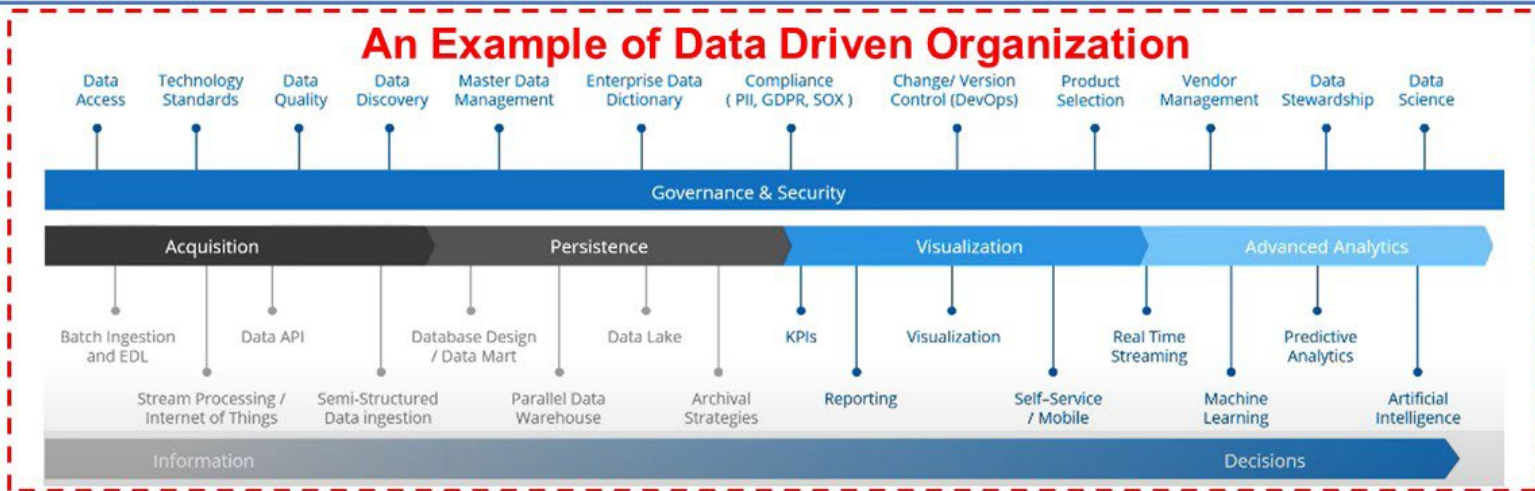 An Example of Data Driven Organization
Data Access
Technology Standards
Data Quality
Data Discovery
Master Data Management
Enterprise Data Dictionary
Compliance ( PII, GDPR, SOX )
Change/ Version Control (DevOps)
Product Selection
Vendor Management
Data Stewardship
Data Science
Governance & Security
Acquisition
Persistence
Visualization
Advanced Analytics
Batch Ingestion and EDL
Data API
Database Design / Data Mart
Data Lake
KPIs
Visualization
Real Time Streaming
Predictive Analytics
Stream Processing / Internet of Things
Semi-Structured Data ingestion
Parallel Data Warehouse
Archival Strategies
Reporting
Self–Service / Mobile
Machine Learning
Artificial Intelligence
Information
Decisions